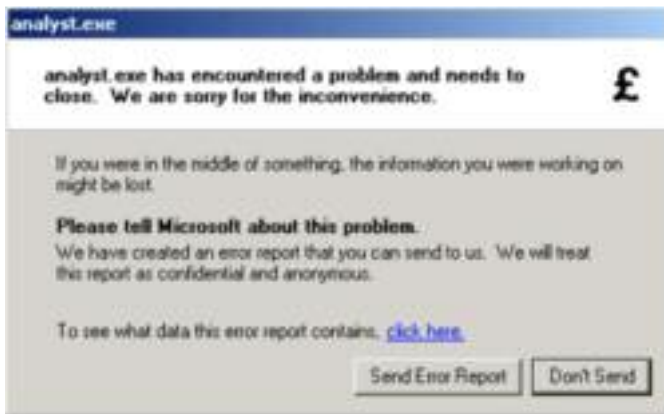 analyst.exe
analyst.exe has encountered a problem and needs to
close. We are sorry for the inconvenience.
£
If you were in the middle of something, the information you were working on
might be lost.
Please tell Microsoft about this problem.
We have created an error report that you can send to us. We will treat
this report as confidential and anonymous.
To see what data this error report contains, click here.
Send Error Report
Don't Send